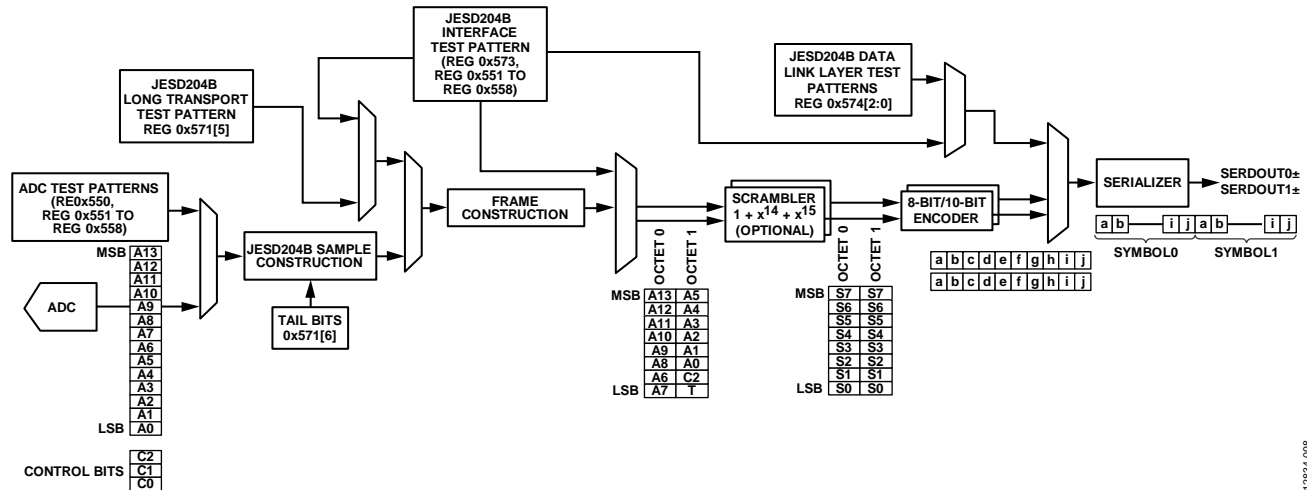 JESD204B
INTERFACE
TEST PATTERN
(REG 0x573,
REG 0x551 TO
REG 0x558)
JESD204B
LONG TRANSPORT
TEST PATTERN
REG 0x571[5]
JESD204B DATA
LINK LAYER TEST
PATTERNS
REG 0x574[2:0]
ADC TEST PATTERNS
(RE0x550,
REG 0x551 TO
REG 0x558)
JESD204B SAMPLE
CONSTRUCTION
FRAME
CONSTRUCTION
SCRAMBLER
1 + x14 + x15
(OPTIONAL)
8-BIT/10-BIT
ENCODER
SERIALIZER
SERDOUT0±
SERDOUT1±
ADC
TAIL BITS
0x571[6]
MSB A13
A12
A11
A10
A9
A8
A7
A6
A5
A4
A3
A2
A1
LSB A0
C2
CONTROL BITS C1
C0
OCTET 0 OCTET 1
MSB A13 A5
A12 A4
A11 A3
A10 A2
A9 A1
A8 A0
A6 C2
LSB A7 T
OCTET 0 OCTET 1
MSB S7 S7
S6 S6
S5 S5
S4 S4
S3 S3
S2 S2
S1 S1
LSB S0 S0
a b c d e f g h i j
a b c d e f g h i j
a b i j a b i j
SYMBOL0 SYMBOL1
12834-008